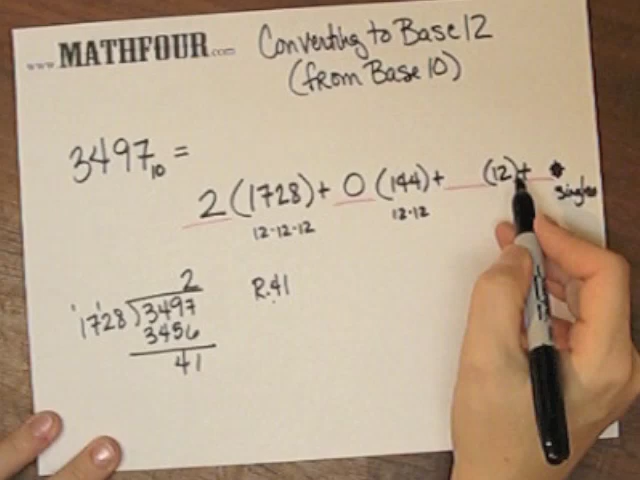 www.MATHFOUR.com
Converting to Base 12
(from Base 10)
3497₁₀ =
2 (1728) + 0 (144) + (12) +
singles
12·12·12 12·12
2 R.41
1728)3497
3456
41